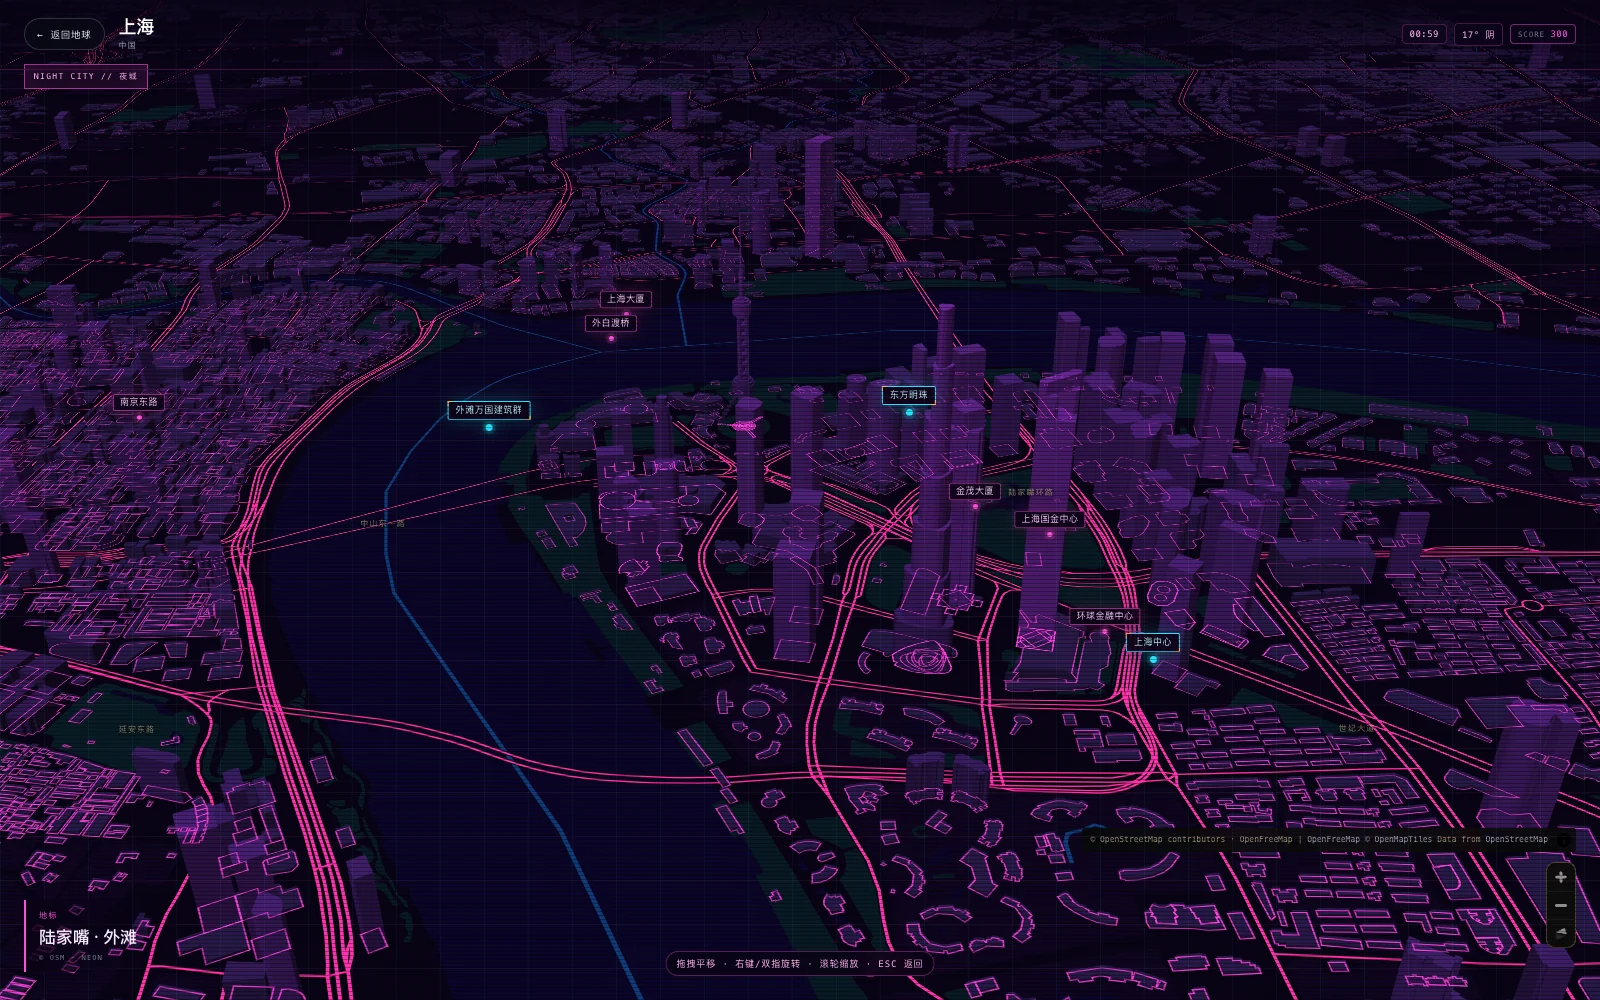 ← 返回地球
上海
中国
NIGHT CITY // 夜城
00:59
17° 阴
SCORE 300
上海大厦
外白渡桥
南京东路
外滩万国建筑群
东方明珠
金茂大厦
陆家嘴环路
上海国金中心
中山东一路
环球金融中心
上海中心
延安东路
世纪大道
© OpenStreetMap contributors · OpenFreeMap | OpenFreeMap © OpenMapTiles Data from OpenStreetMap
地标
陆家嘴 · 外滩
© OSM / NEON
拖拽平移 · 右键/双指旋转 · 滚轮缩放 · ESC 返回